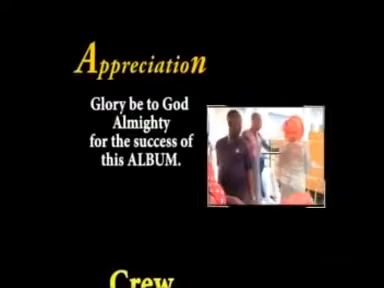 Appreciation
Glory be to God
Almighty
for the success of
this ALBUM.
Crew